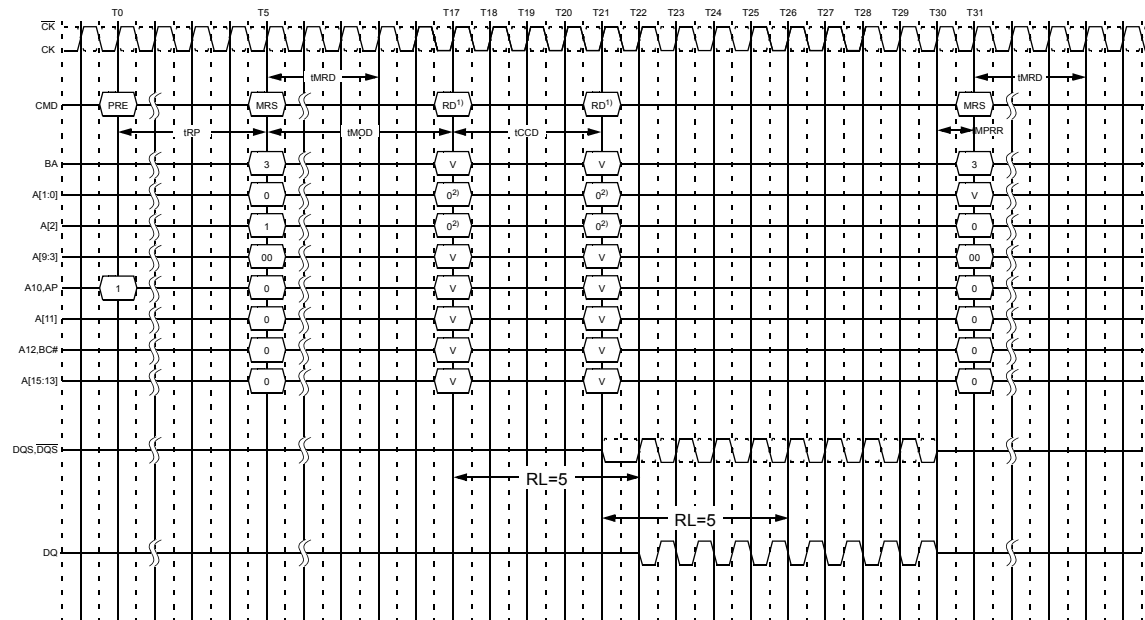 T0 T5 T17 T18 T19 T20 T21 T22 T23 T24 T25 T26 T27 T28 T29 T30 T31
CK
CK
tMRD tMRD
CMD PRE MRS RD1) RD1) MRS
tRP tMOD tCCD MPRR
BA 3 V V 3
A[1:0] 0 02) 02) V
A[2] 1 02) 02) 0
A[9:3] 00 V V 00
A10,AP 1 0 V V 0
A[11] 0 V V 0
A12,BC# 0 V V 0
A[15:13] 0 V V 0
DQS,DQS
RL=5
RL=5
DQ